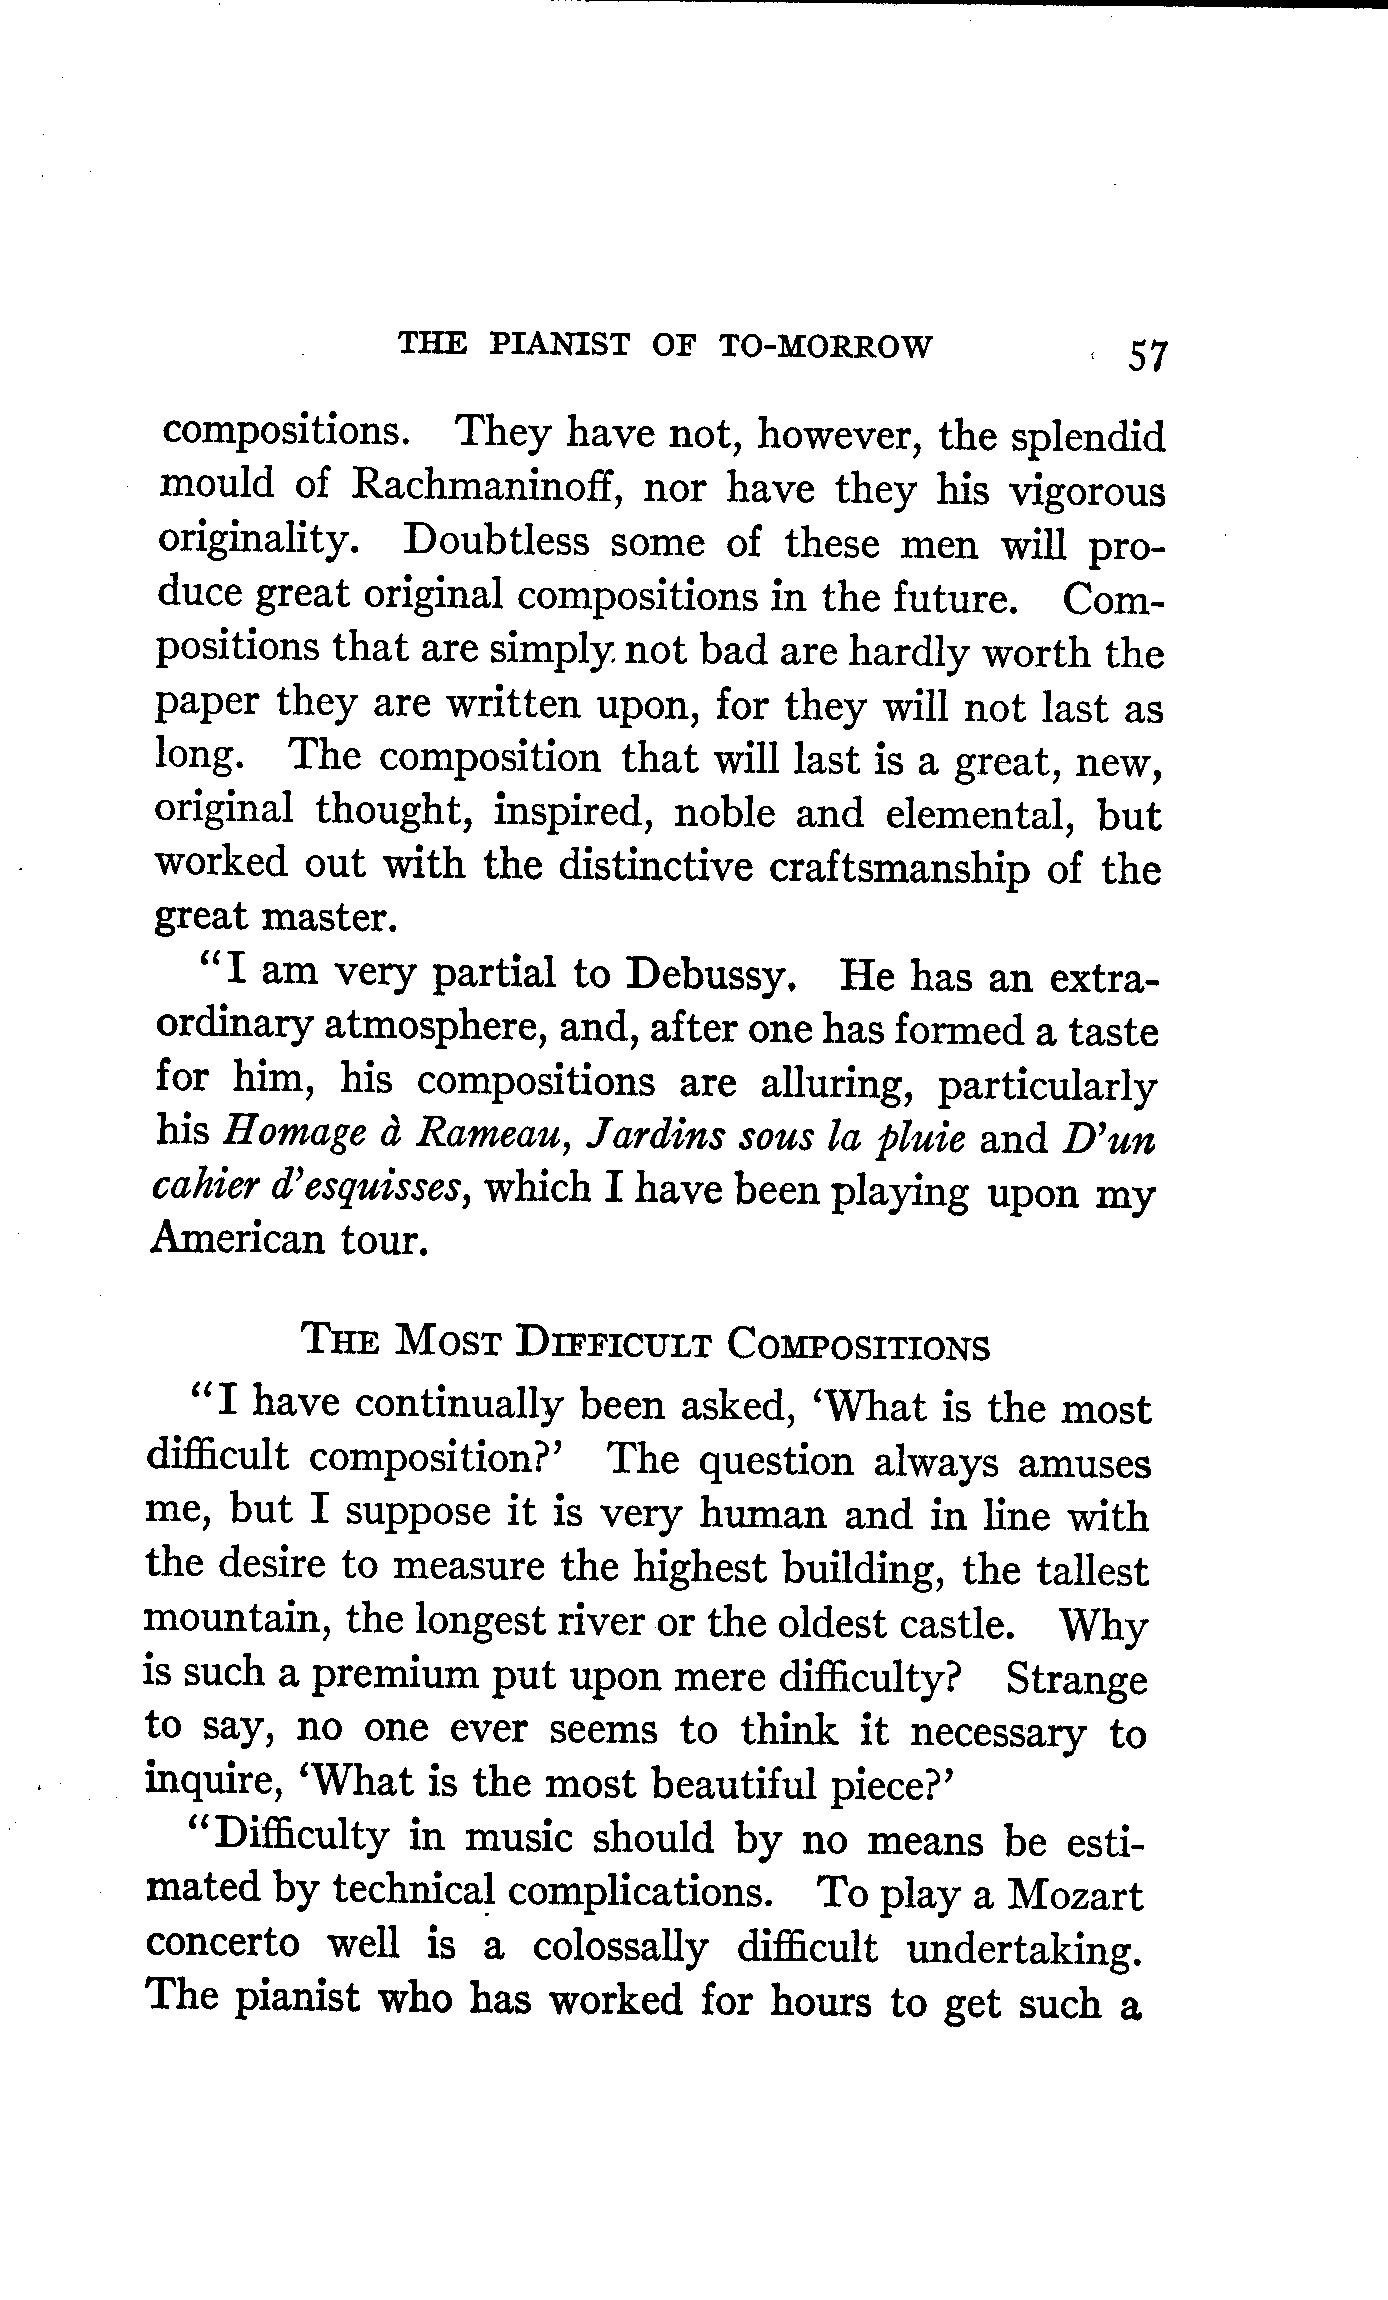 THE PIANIST OF TO-MORROW 57
compositions. They have not, however, the splendid
mould of Rachmaninoff, nor have they his vigorous
originality. Doubtless some of these men will pro-
duce great original compositions in the future. Com-
positions that are simply not bad are hardly worth the
paper they are written upon, for they will not last as
long. The composition that will last is a great, new,
original thought, inspired, noble and elemental, but
worked out with the distinctive craftsmanship of the
great master.
"I am very partial to Debussy. He has an extra-
ordinary atmosphere, and, after one has formed a taste
for him, his compositions are alluring, particularly
his Homage à Rameau, Jardins sous la pluie and D'un
cahier d'esquisses, which I have been playing upon my
American tour.
THE MOST DIFFICULT COMPOSITIONS
"I have continually been asked, 'What is the most
difficult composition?' The question always amuses
me, but I suppose it is very human and in line with
the desire to measure the highest building, the tallest
mountain, the longest river or the oldest castle. Why
is such a premium put upon mere difficulty? Strange
to say, no one ever seems to think it necessary to
inquire, 'What is the most beautiful piece?'
"Difficulty in music should by no means be esti-
mated by technical complications. To play a Mozart
concerto well is a colossally difficult undertaking.
The pianist who has worked for hours to get such a